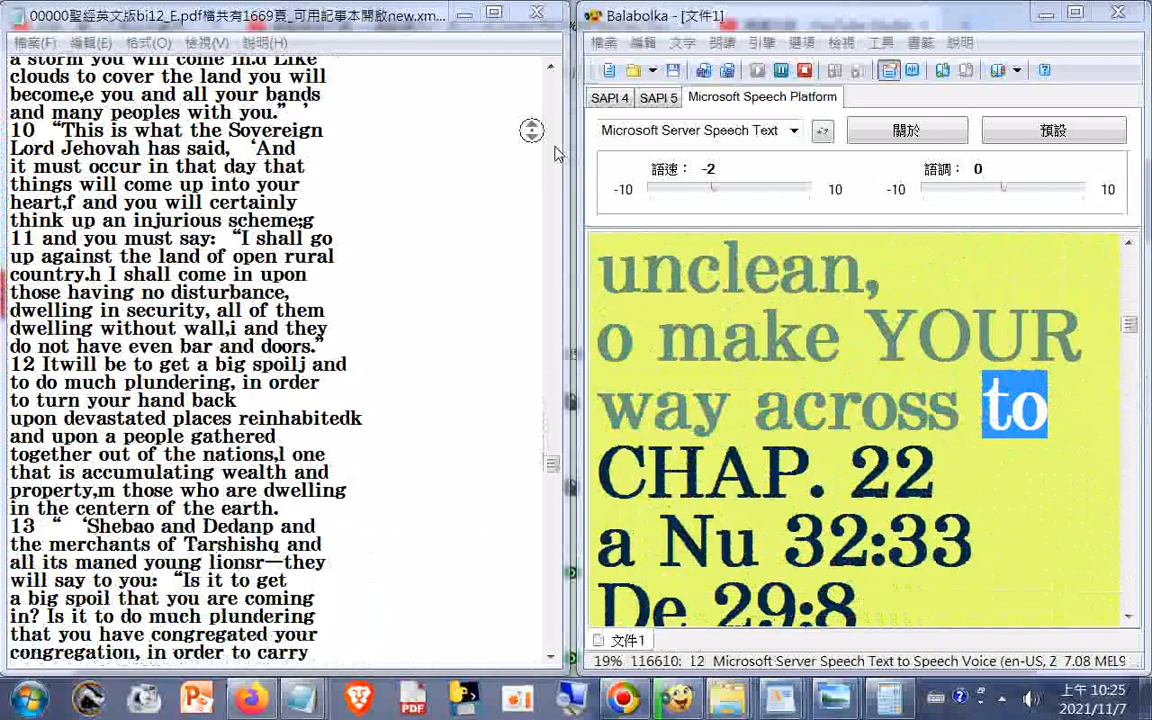 00000聖經英文版bi12_E.pdf檔共有1669頁_可用記事本開啟new.xm...
檔案(F) 編輯(E) 格式(O) 檢視(V) 說明(H)
a storm you will come in.d Like
clouds to cover the land you will
become,e you and all your bands
and many peoples with you.” ’
10 “This is what the Sovereign
Lord Jehovah has said, ‘And
it must occur in that day that
things will come up into your
heart,f and you will certainly
think up an injurious scheme;g
11 and you must say: “I shall go
up against the land of open rural
country.h I shall come in upon
those having no disturbance,
dwelling in security, all of them
dwelling without wall,i and they
do not have even bar and doors.”
12 Itwill be to get a big spoilj and
to do much plundering, in order
to turn your hand back
upon devastated places reinhabitedk
and upon a people gathered
together out of the nations,l one
that is accumulating wealth and
property,m those who are dwelling
in the centern of the earth.
13 “ ‘Shebao and Dedanp and
the merchants of Tarshishq and
all its maned young lionsr—they
will say to you: “Is it to get
a big spoil that you are coming
in? Is it to do much plundering
that you have congregated your
congregation, in order to carry
Balabolka - [文件1]
檔案 編輯 文字 朗讀 引擎 選項 檢視 工具 書籤 說明
SAPI 4 SAPI 5 Microsoft Speech Platform
Microsoft Server Speech Text 關於 預設
語速： -2 語調： 0
-10 10 -10 10
unclean,
o make YOUR
way across to
CHAP. 22
a Nu 32:33
De 29:8
文件1
19% 116610: 12 Microsoft Server Speech Text to Speech Voice (en-US, Z 7.08 ME
上午 10:25
2021/11/7